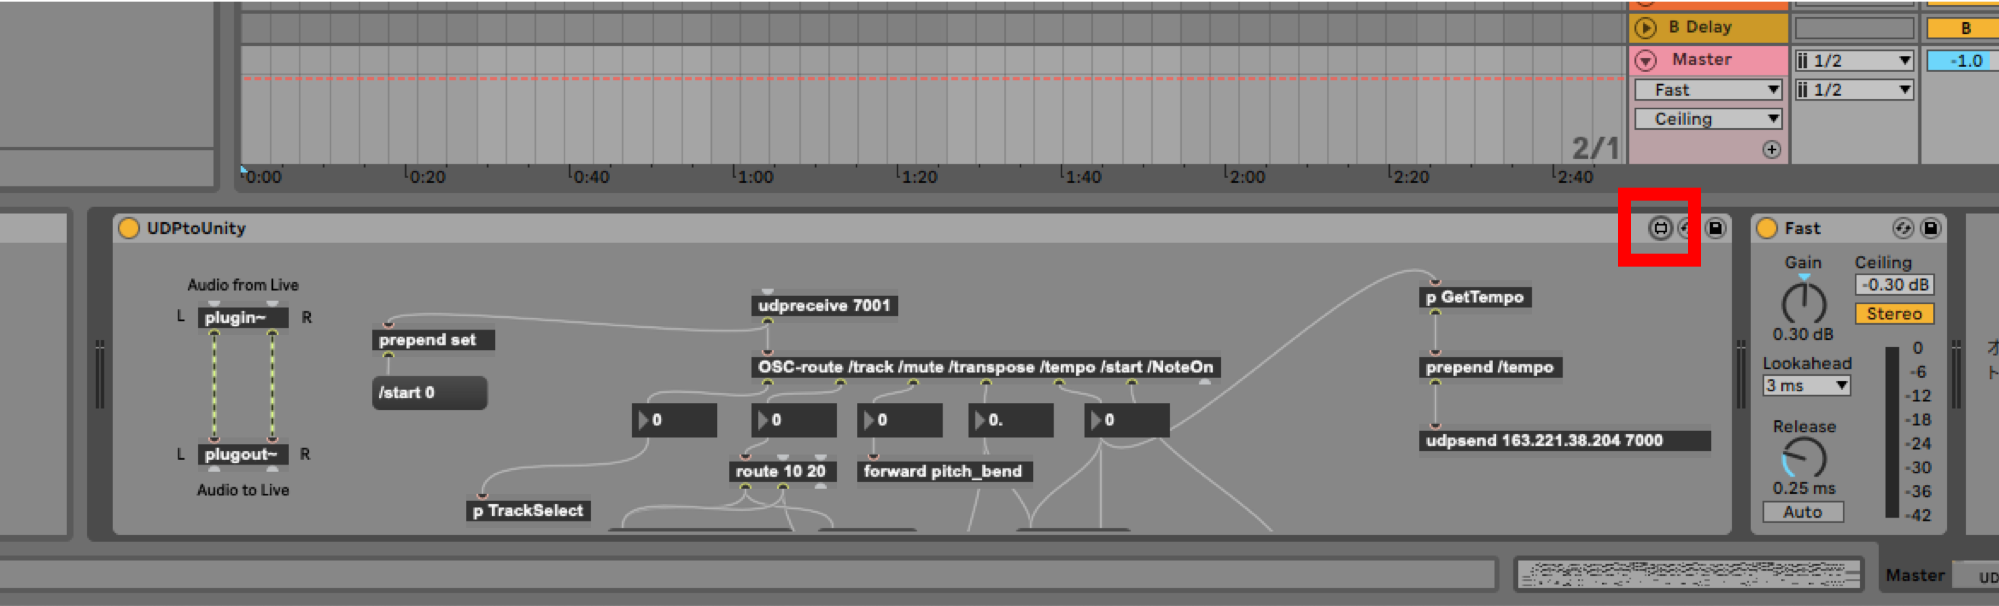 B Delay
B
Master
1/2
-1.0
Fast
1/2
Ceiling
2/1
0:00
0:20
0:40
1:00
1:20
1:40
2:00
2:20
2:40
UDPtoUnity
Audio from Live
L
plugin~
R
prepend set
/start 0
L
plugout~
R
Audio to Live
udpreceive 7001
OSC-route /track /mute /transpose /tempo /start /NoteOn
0
0
0
0.
0
route 10 20
forward pitch_bend
p TrackSelect
p GetTempo
prepend /tempo
udpsend 163.221.38.204 7000
Fast
Gain
0.30 dB
Lookahead
3 ms
Release
0.25 ms
Auto
Ceiling
-0.30 dB
Stereo
0
-6
-12
-18
-24
-30
-36
-42
オ
ト
Master
UD